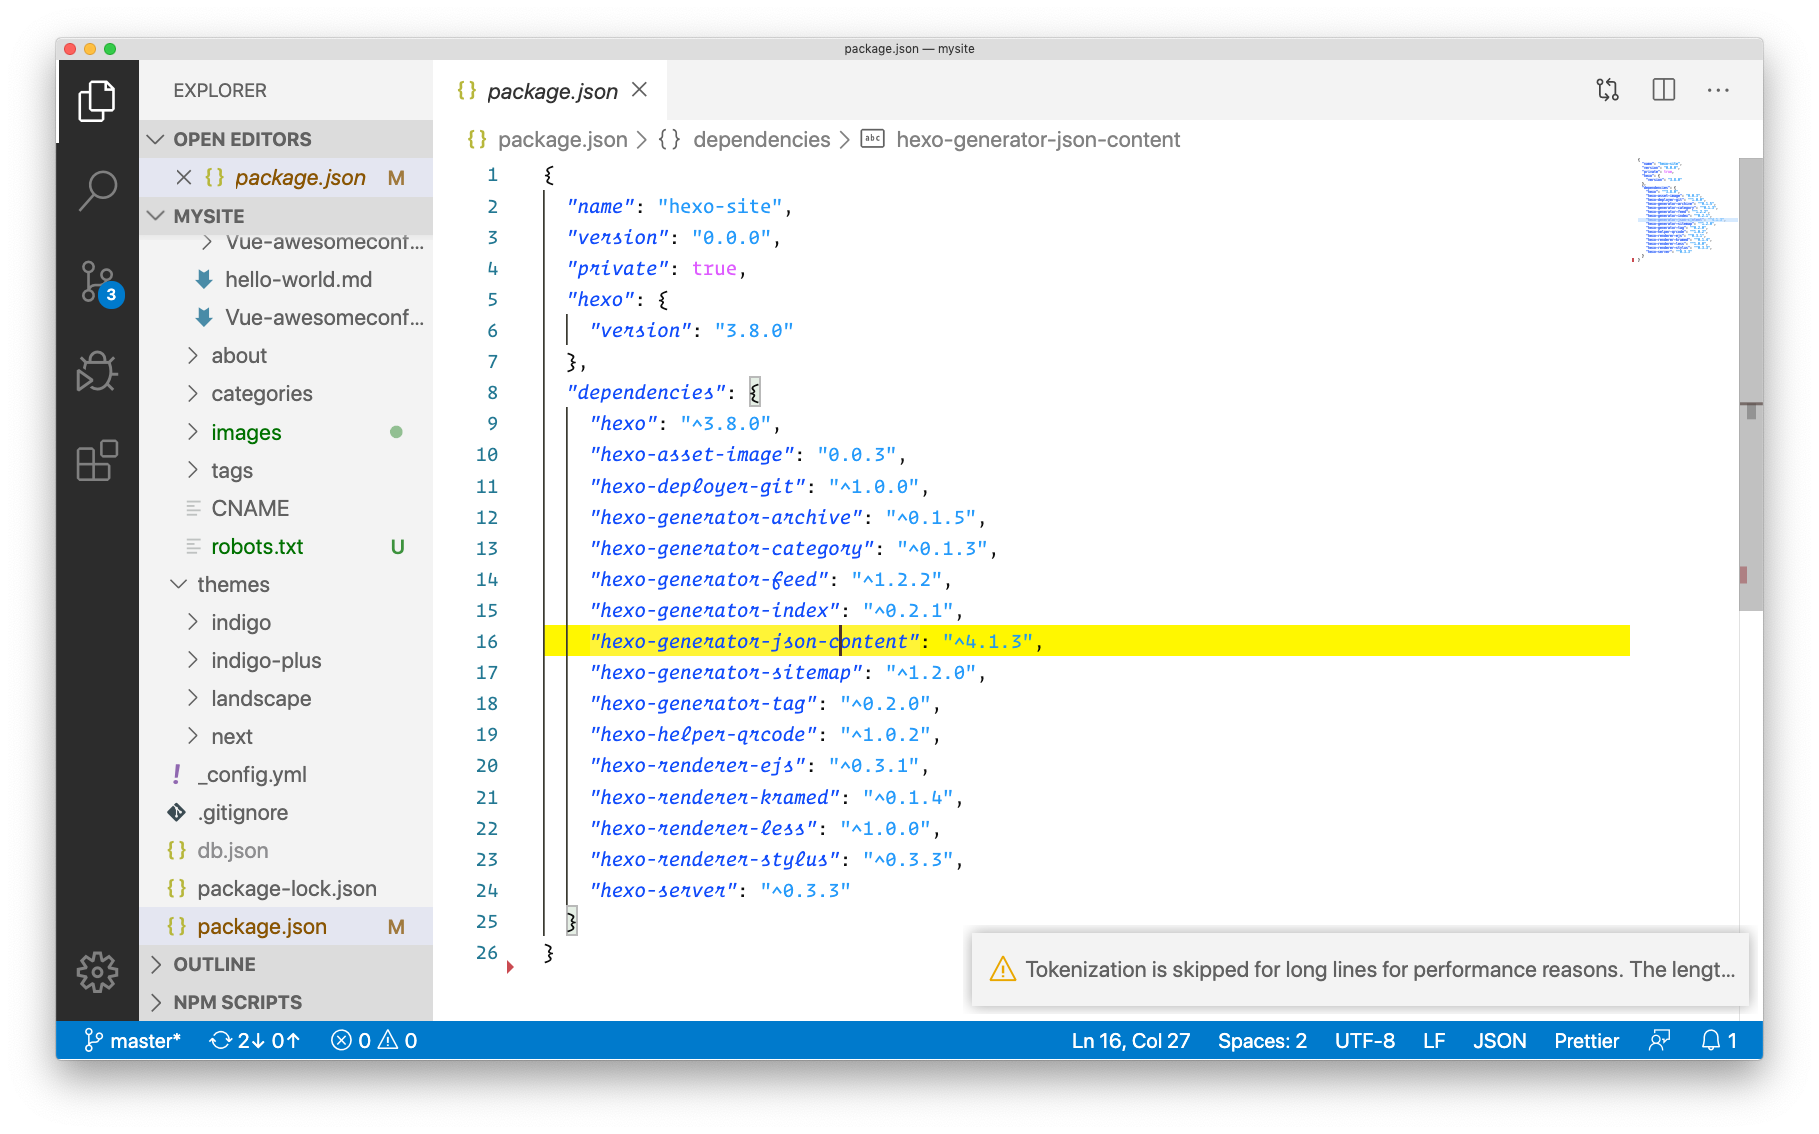 package.json — mysite
EXPLORER
OPEN EDITORS
package.json M
MYSITE
Vue-awesomeconf...
hello-world.md
Vue-awesomeconf...
about
categories
images
tags
CNAME
robots.txt U
themes
indigo
indigo-plus
landscape
next
_config.yml
.gitignore
{} db.json
{} package-lock.json
{} package.json M
OUTLINE
NPM SCRIPTS
3
{} package.json
{} package.json > {} dependencies > abc hexo-generator-json-content
1 {
2 "name": "hexo-site",
3 "version": "0.0.0",
4 "private": true,
5 "hexo": {
6 "version": "3.8.0"
7 },
8 "dependencies": {
9 "hexo": "^3.8.0",
10 "hexo-asset-image": "0.0.3",
11 "hexo-deployer-git": "^1.0.0",
12 "hexo-generator-archive": "^0.1.5",
13 "hexo-generator-category": "^0.1.3",
14 "hexo-generator-feed": "^1.2.2",
15 "hexo-generator-index": "^0.2.1",
16 "hexo-generator-json-content": "^4.1.3",
17 "hexo-generator-sitemap": "^1.2.0",
18 "hexo-generator-tag": "^0.2.0",
19 "hexo-helper-qrcode": "^1.0.2",
20 "hexo-renderer-ejs": "^0.3.1",
21 "hexo-renderer-kramed": "^0.1.4",
22 "hexo-renderer-less": "^1.0.0",
23 "hexo-renderer-stylus": "^0.3.3",
24 "hexo-server": "^0.3.3"
25 }
26 }
Tokenization is skipped for long lines for performance reasons. The lengt...
master* 2↓ 0↑ 0 0 Ln 16, Col 27 Spaces: 2 UTF-8 LF JSON Prettier 1